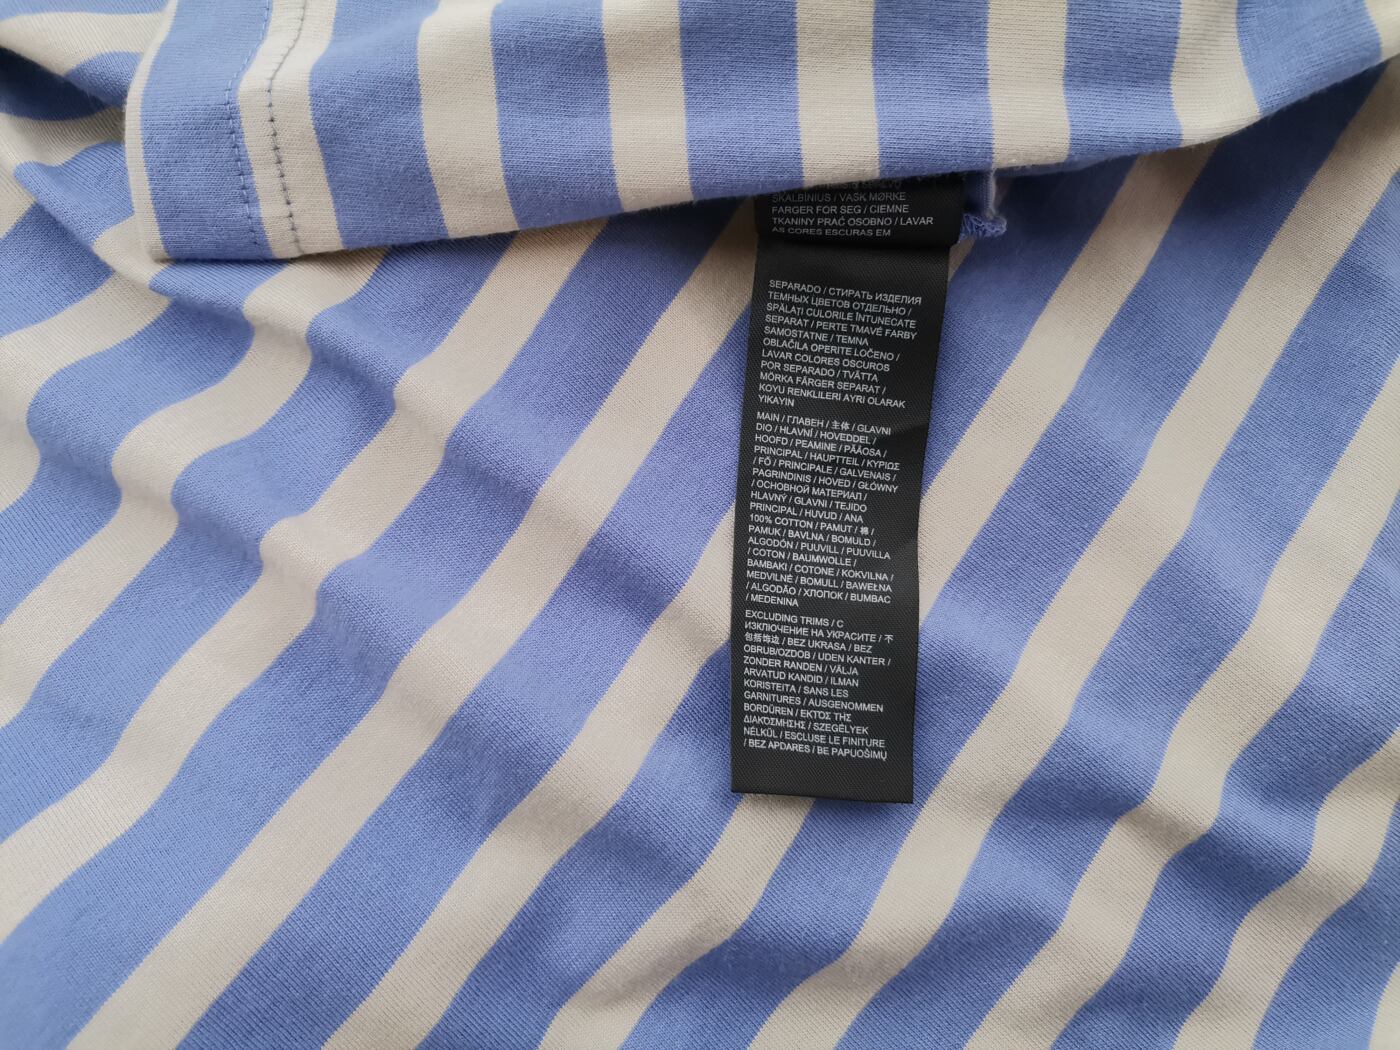 SKALBINIUS / VASK MØRKE
FARGER FOR SEG / CIEMNE
TKANINY PRAĆ OSOBNO / LAVAR
AS CORES ESCURAS EM
SEPARADO / СТИРАТЬ ИЗДЕЛИЯ
ТЕМНЫХ ЦВЕТОВ ОТДЕЛЬНО /
SPĂLAȚI CULORILE ÎNTUNECATE
SEPARAT / PERTE TMAVÉ FARBY
SAMOSTATNE / TEMNA
OBLAČILA OPERITE LOČENO /
LAVAR COLORES OSCUROS
POR SEPARADO / TVÄTTA
MÖRKA FÄRGER SEPARAT /
KOYU RENKLILERI AYRI OLARAK
YIKAYIN
MAIN / ГЛАВЕН / 主体 / GLAVNI
DIO / HLAVNÍ / HOVEDDEL /
HOOFD / PEAMINE / PÄÄOSA /
PRINCIPAL / HAUPTTEIL / ΚΥΡΙΩΣ
/ FŐ / PRINCIPALE / GALVENAIS /
PAGRINDINIS / HOVED / GŁÓWNY
/ ОСНОВНОЙ МАТЕРИАЛ /
HLAVNÝ / GLAVNI / TEJIDO
PRINCIPAL / HUVUD / ANA
100% COTTON / ПАМУТ / 棉 /
PAMUK / BAVLNA / BOMULD /
ALGODÓN / PUUVILL / PUUVILLA
/ COTON / BAUMWOLLE /
BAMBAKI / COTONE / KOKVILNA /
MEDVILNĖ / BOMULL / BAWEŁNA
/ ALGODÃO / ХЛОПОК / BUMBAC
/ MEDENINA
EXCLUDING TRIMS / С
ИЗКЛЮЧЕНИЕ НА УКРАСИТЕ / 不
包括饰边 / BEZ UKRASA / BEZ
OBRUB/OZDOB / UDEN KANTER /
ZONDER RANDEN / VÄLJA
ARVATUD KANDID / ILMAN
KORISTEITA / SANS LES
GARNITURES / AUSGENOMMEN
BORDÜREN / ΕΚΤΌΣ ΤΗΣ
ΔΙΑΚΌΣΜΗΣΗΣ / SZEGÉLYEK
NÉLKÜL / ESCLUSE LE FINITURE
/ BEZ APDARES / BE PAPUOŠIMŲ